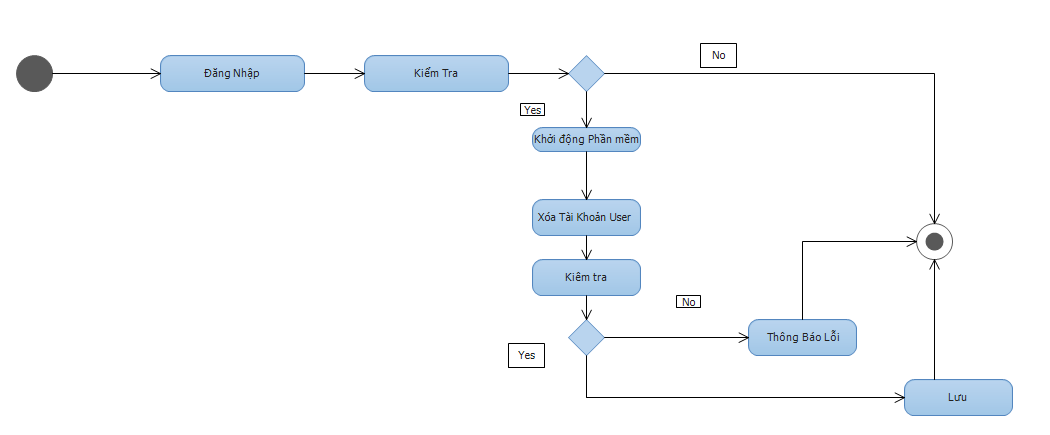 Đăng Nhập
Kiểm Tra
No
Yes
Khởi động Phần mềm
Xóa Tài Khoản User
Kiêm tra
No
Thông Báo Lỗi
Yes
Lưu